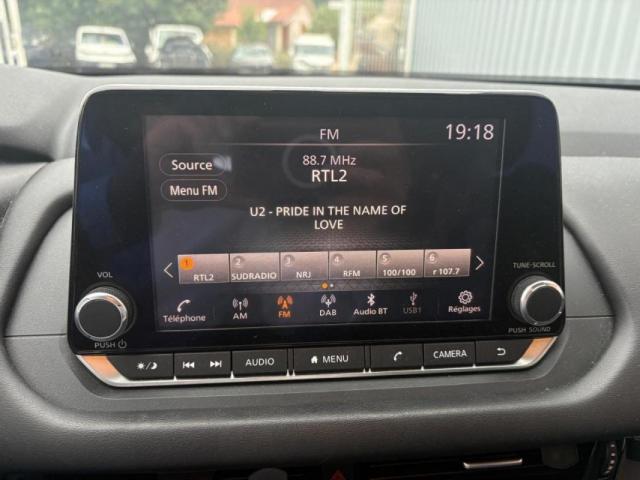 FM
19:18
Source
88.7 MHz
RTL2
Menu FM
U2 - PRIDE IN THE NAME OF
LOVE
1 2 3 4 5 6
RTL2 SUDRADIO NRJ RFM 100/100 r 107.7
VOL
TUNE-SCROLL
Téléphone AM FM DAB Audio BT USB1 Réglages
PUSH
PUSH SOUND
AUDIO MENU CAMERA